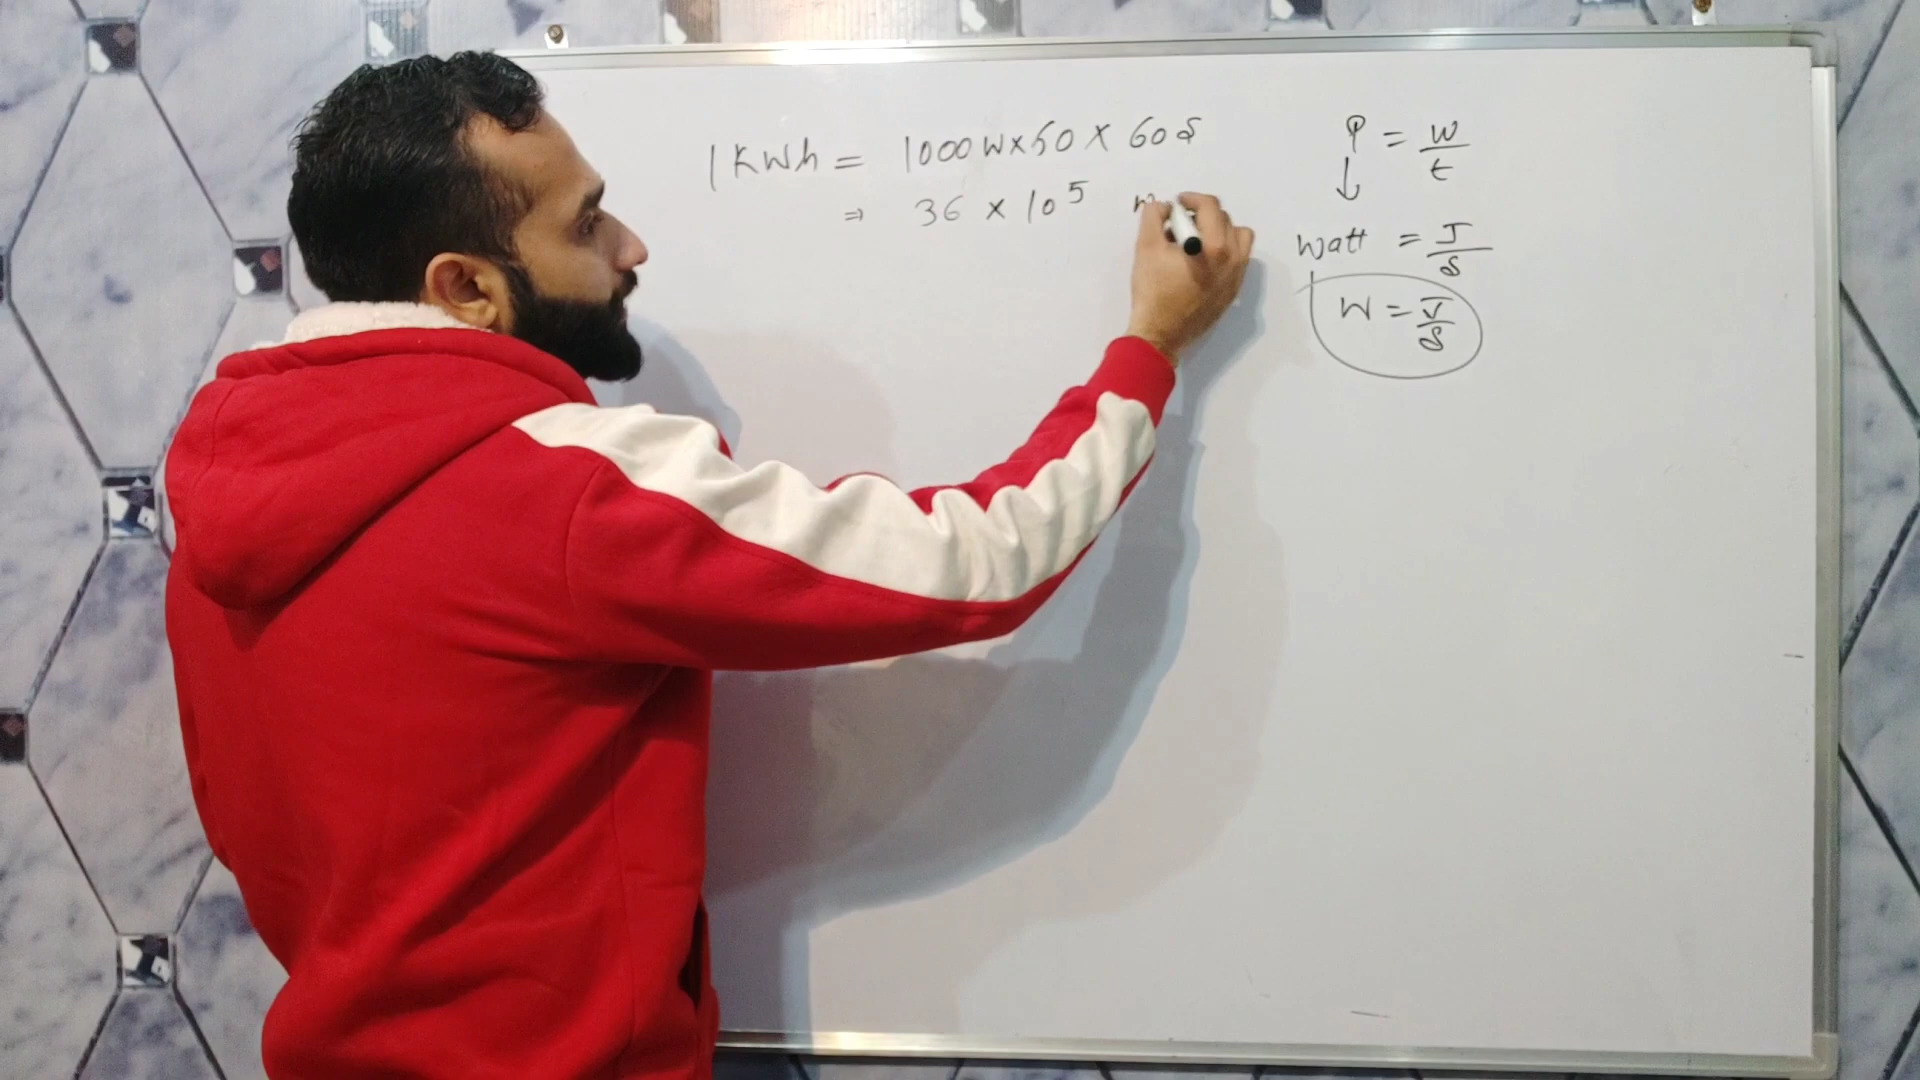 1 KWh = 1000 W×60 × 60 s
⇒ 36 × 10⁵ W
P = W/t
↓
Watt = J/s
W = J/s